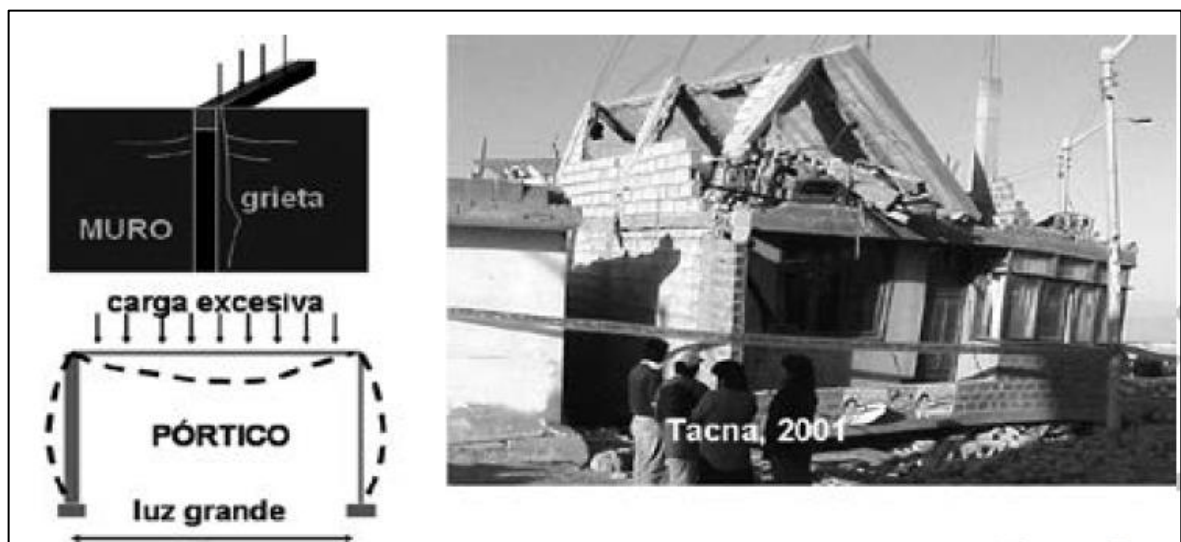 grieta
MURO
carga excesiva
PÓRTICO
luz grande
Tacna, 2001